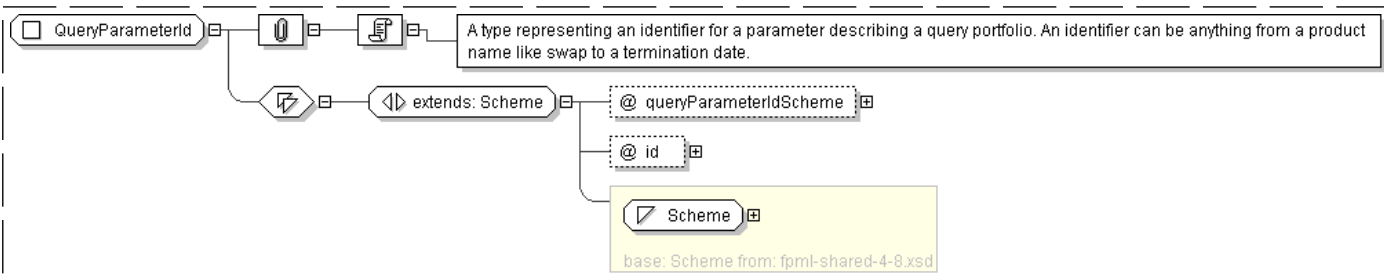 QueryParameterId
A type representing an identifier for a parameter describing a query portfolio. An identifier can be anything from a product
name like swap to a termination date.
extends: Scheme
@ queryParameterIdScheme
@ id
Scheme
base: Scheme from: fpml-shared-4-8.xsd